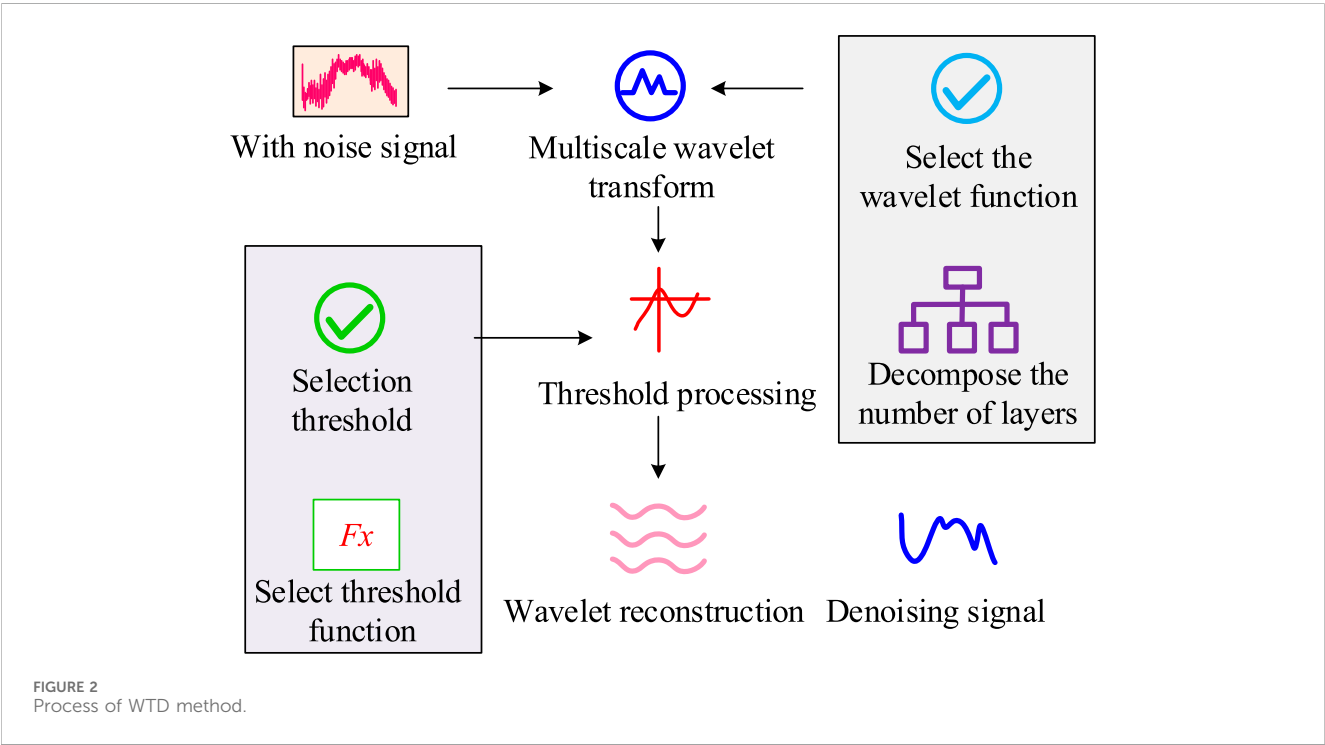 With noise signal
Multiscale wavelet
transform
Select the
wavelet function
Decompose the
number of layers
Selection
threshold
Fx
Select threshold
function
Threshold processing
Wavelet reconstruction
Denoising signal
FIGURE 2
Process of WTD method.